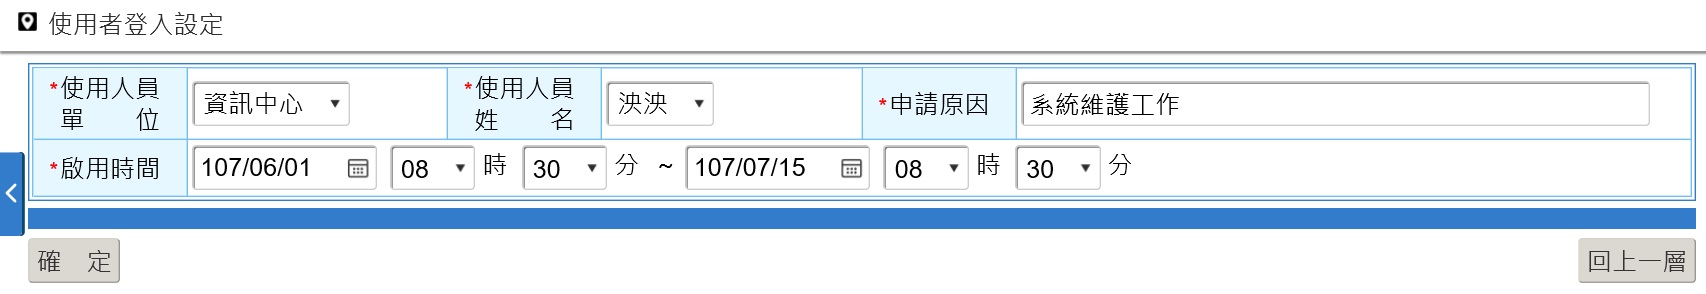 使用者登入設定
*使用人員
單 位
資訊中心
*使用人員
姓 名
泱泱
*申請原因
系統維護工作
*啟用時間
107/06/01
08 時 30 分 ~ 107/07/15
08 時 30 分
確 定
回上一層